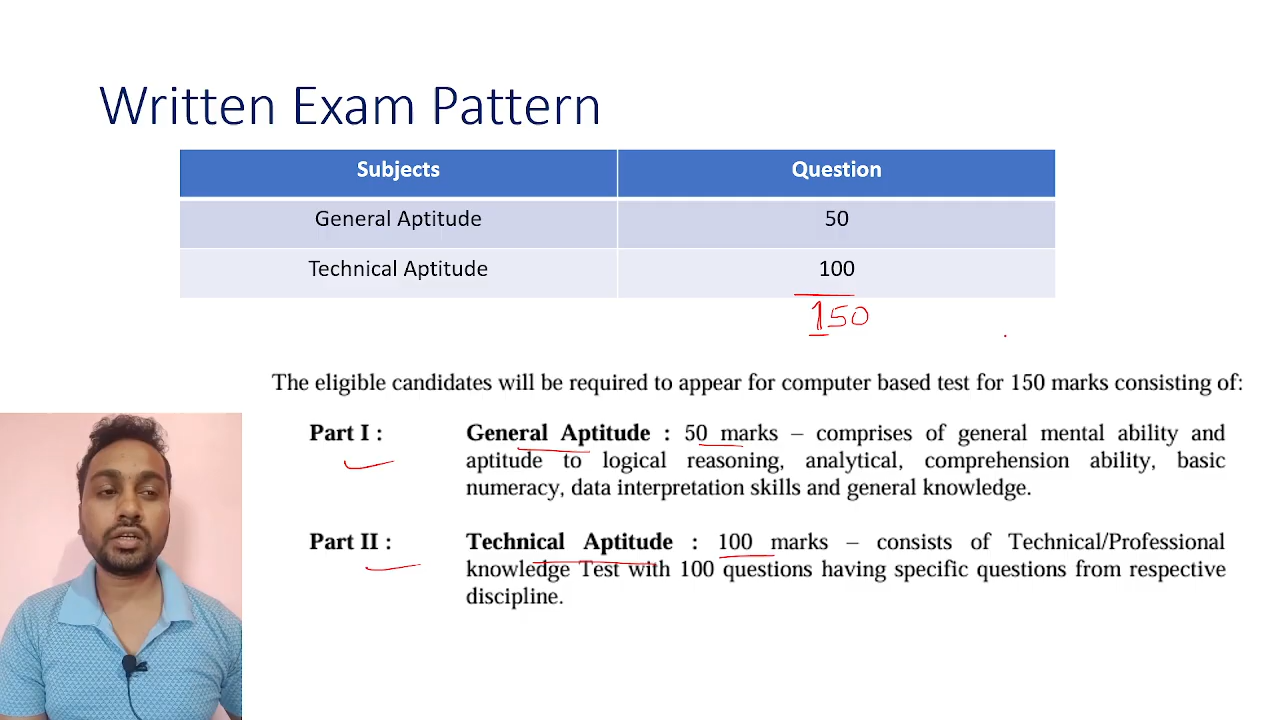 Written Exam Pattern
Subjects Question
General Aptitude 50
Technical Aptitude 100
150
The eligible candidates will be required to appear for computer based test for 150 marks consisting of:
Part I : General Aptitude : 50 marks – comprises of general mental ability and
aptitude to logical reasoning, analytical, comprehension ability, basic
numeracy, data interpretation skills and general knowledge.
Part II : Technical Aptitude : 100 marks – consists of Technical/Professional
knowledge Test with 100 questions having specific questions from respective
discipline.